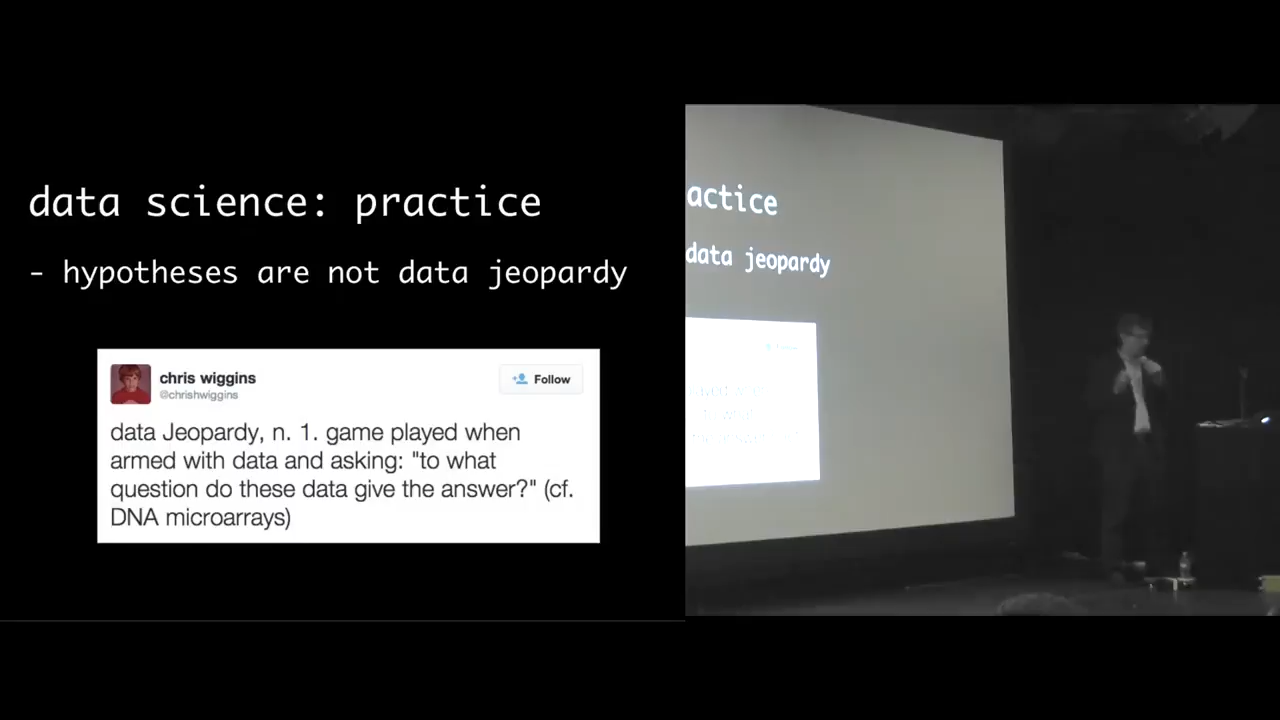 data science: practice
- hypotheses are not data jeopardy
chris wiggins
@chrishwiggins
Follow
data Jeopardy, n. 1. game played when
armed with data and asking: "to what
question do these data give the answer?" (cf.
DNA microarrays)
actice
data jeopardy